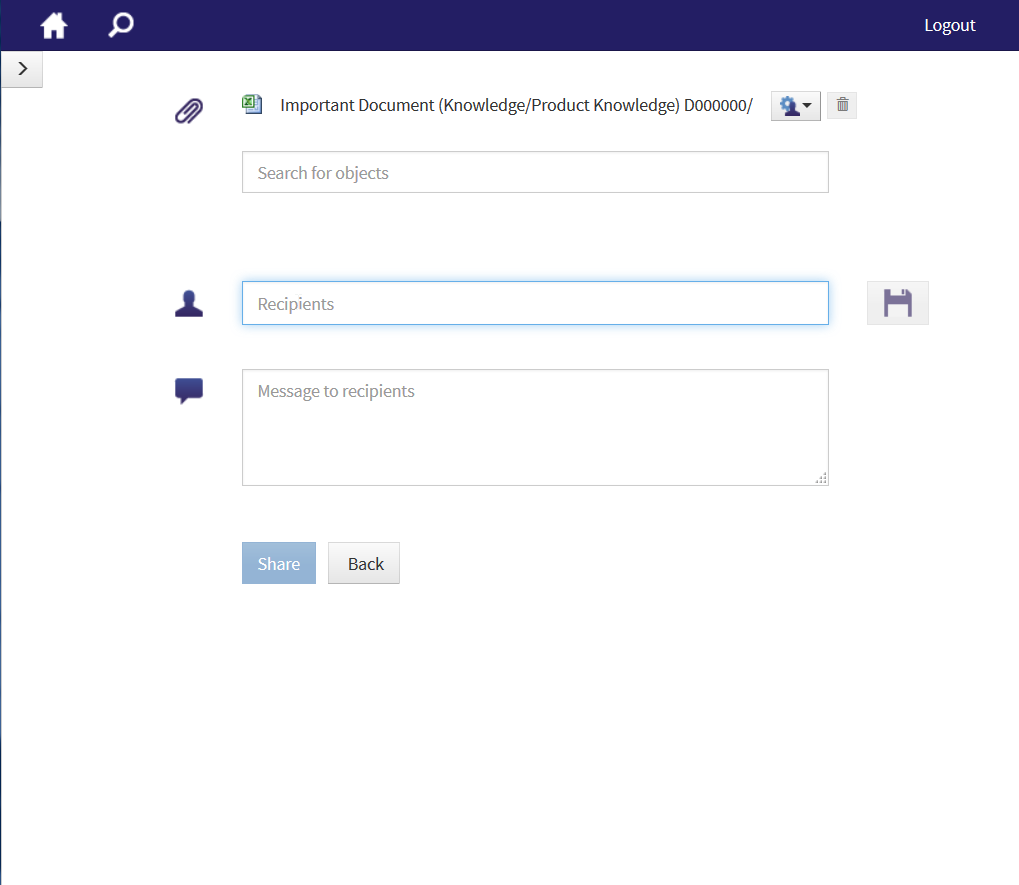 Logout
Important Document (Knowledge/Product Knowledge) D000000/
Search for objects
Recipients
Message to recipients
Share
Back